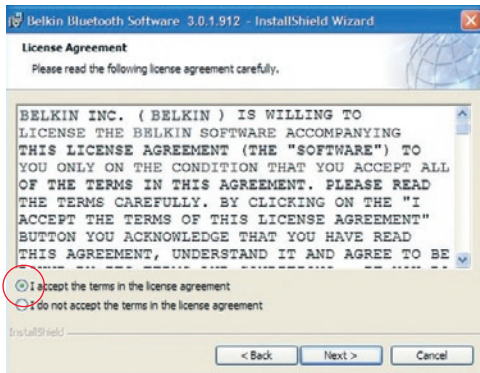 Belkin Bluetooth Software 3.0.1.912 - InstallShield Wizard
License Agreement
Please read the following license agreement carefully.
BELKIN INC. ( BELKIN ) IS WILLING TO
LICENSE THE BELKIN SOFTWARE ACCOMPANYING
THIS LICENSE AGREEMENT (THE "SOFTWARE") TO
YOU ONLY ON THE CONDITION THAT YOU ACCEPT ALL
OF THE TERMS IN THIS AGREEMENT. PLEASE READ
THE TERMS CAREFULLY. BY CLICKING ON THE "I
ACCEPT THE TERMS OF THIS LICENSE AGREEMENT"
BUTTON YOU ACKNOWLEDGE THAT YOU HAVE READ
THIS AGREEMENT, UNDERSTAND IT AND AGREE TO BE
I accept the terms in the license agreement
I do not accept the terms in the license agreement
InstallShield
< Back Next > Cancel